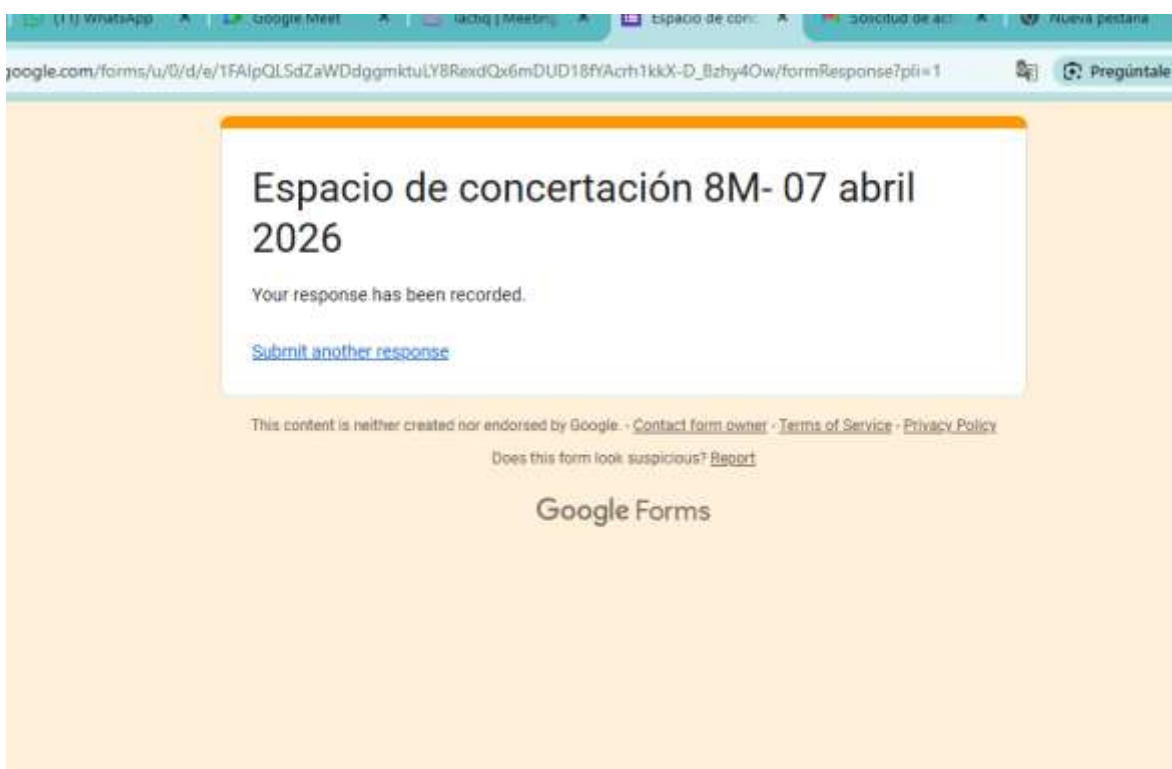 (11) WhatsApp
Google Meet
Tactiq | Meeting
Espacio de conc
Solicitud de act
Nueva pestaña
google.com/forms/u/0/d/e/1FAIpQLSdZaWDdggmktuLY8RexdQx6mDUD18fYAcrh1kkX-D_Bzhy4Ow/formResponse?pli=1
Pregúntale
Espacio de concertación 8M- 07 abril
2026
Your response has been recorded.
Submit another response
This content is neither created nor endorsed by Google. - Contact form owner - Terms of Service - Privacy Policy
Does this form look suspicious? Report
Google Forms